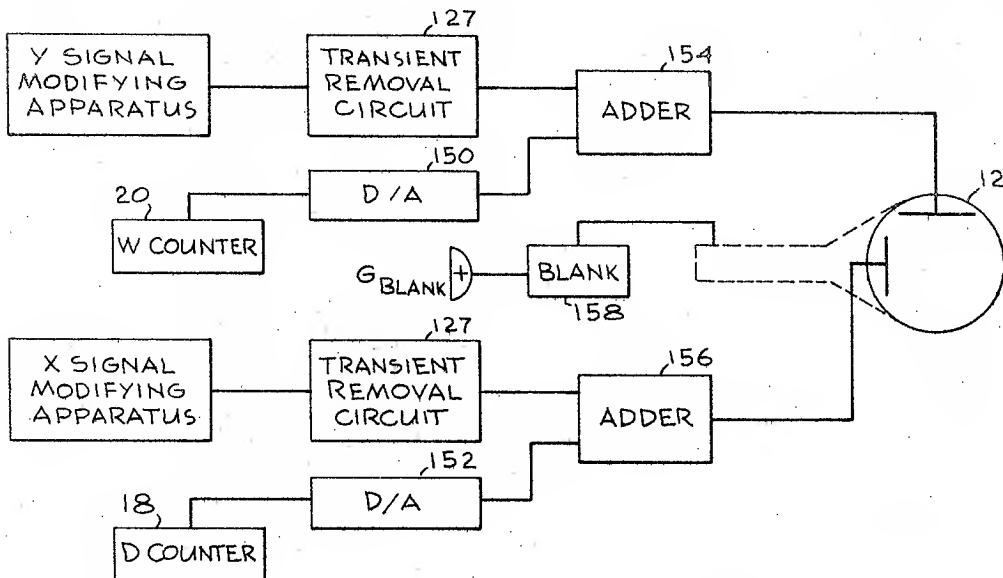 127
Y SIGNAL
MODIFYING
APPARATUS
TRANSIENT
REMOVAL
CIRCUIT
154
ADDER
150
D/A
20
W COUNTER
12
G BLANK
+
BLANK
158
127
X SIGNAL
MODIFYING
APPARATUS
TRANSIENT
REMOVAL
CIRCUIT
156
ADDER
152
D/A
18
D COUNTER